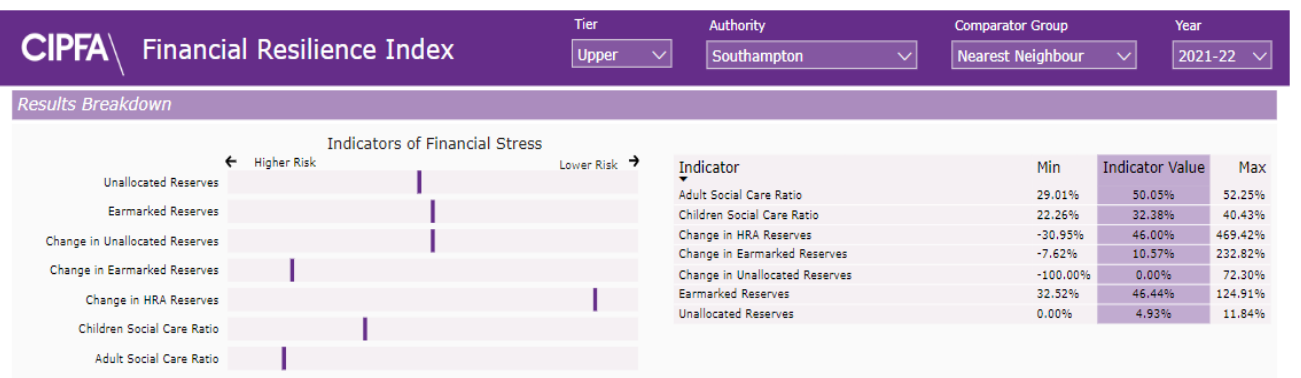 CIPFA\ Financial Resilience Index
Tier
Upper
Authority
Southampton
Comparator Group
Nearest Neighbour
Year
2021-22
Results Breakdown
Indicators of Financial Stress
← Higher Risk Lower Risk →
Unallocated Reserves
Earmarked Reserves
Change in Unallocated Reserves
Change in Earmarked Reserves
Change in HRA Reserves
Children Social Care Ratio
Adult Social Care Ratio
Indicator Min Indicator Value Max
Adult Social Care Ratio 29.01% 50.05% 52.25%
Children Social Care Ratio 22.26% 32.38% 40.43%
Change in HRA Reserves -30.95% 46.00% 469.42%
Change in Earmarked Reserves -7.62% 10.57% 232.82%
Change in Unallocated Reserves -100.00% 0.00% 72.30%
Earmarked Reserves 32.52% 46.44% 124.91%
Unallocated Reserves 0.00% 4.93% 11.84%